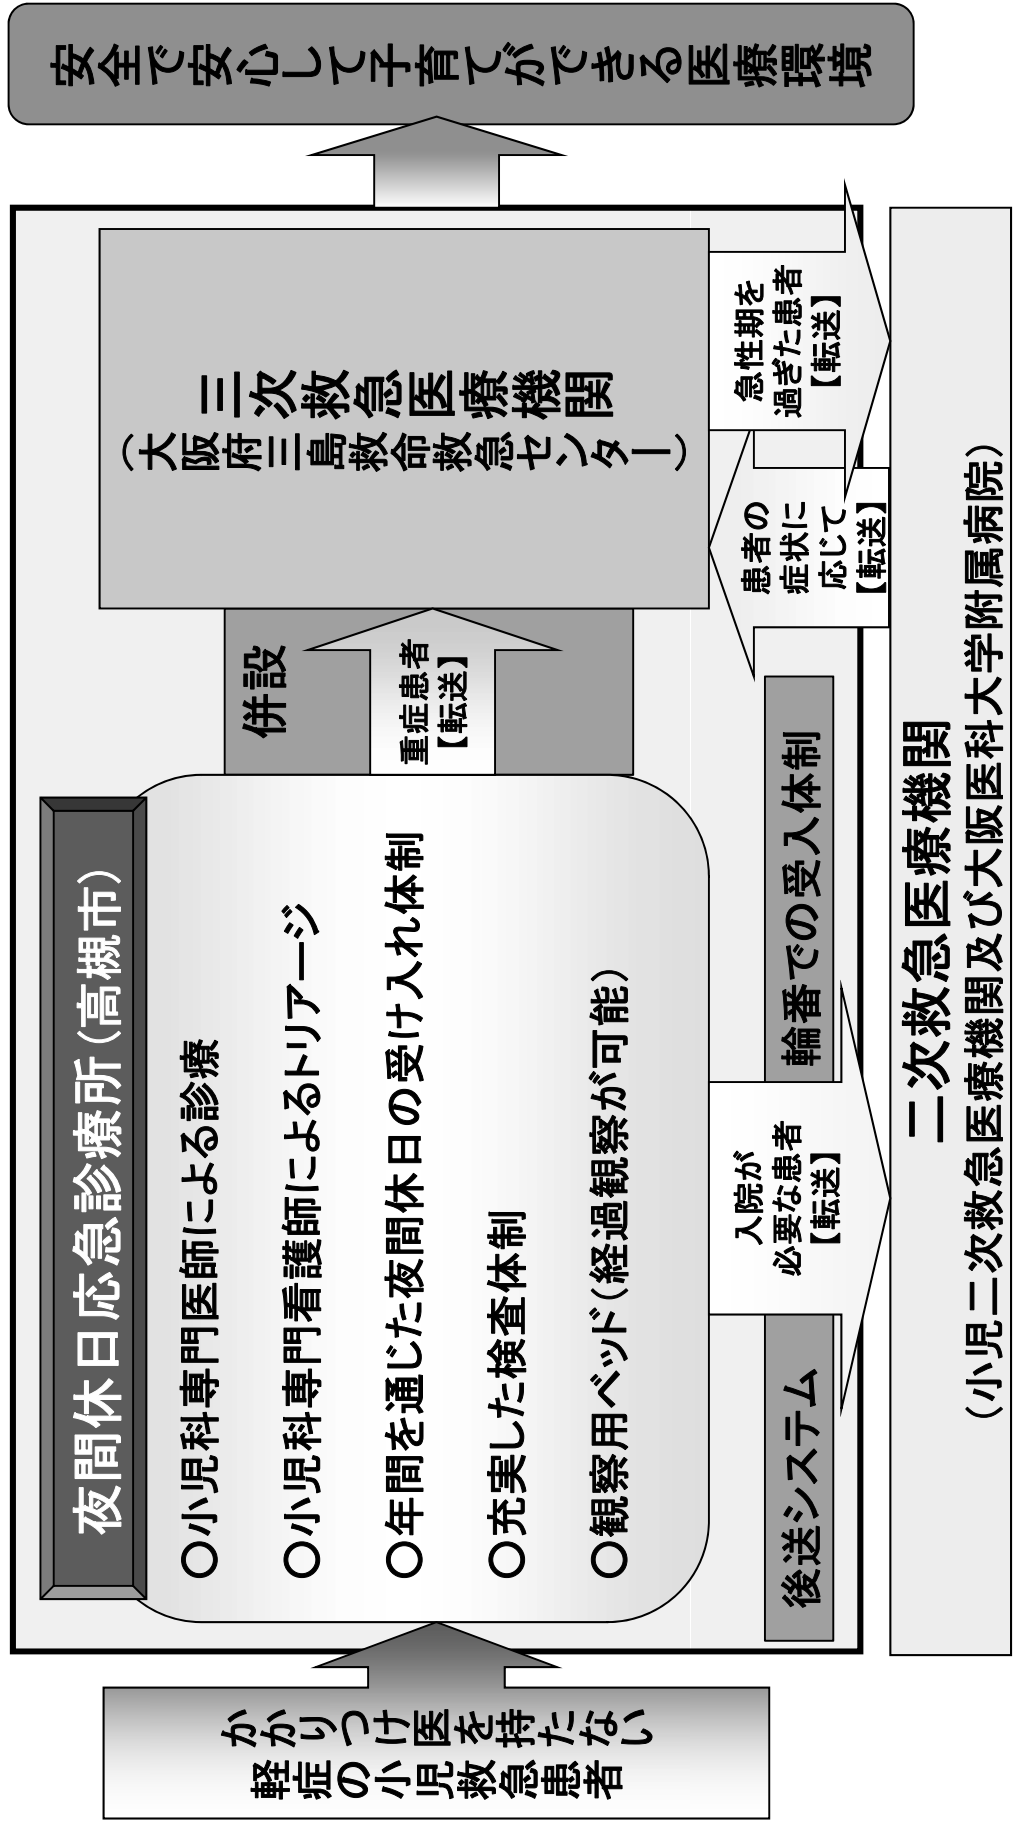 かかりつけ医を持たない
軽症の小児救急患者
夜間休日応急診療所（高槻市）
○小児科専門医師による診療
○小児科専門看護師によるトリアージ
○年間を通じた夜間休日の受け入れ体制
○充実した検査体制
○観察用ベッド（経過観察が可能）
併設
重症患者
【転送】
三次救急医療機関
（大阪府三島救命救急センター）
後送システム
入院が
必要な患者
【転送】
輪番での受入体制
患者の
症状に
応じて
【転送】
急性期を
過ぎた患者
【転送】
二次救急医療機関
（小児二次救急医療機関及び大阪医科大学附属病院）
安全で安心して子育てができる医療環境